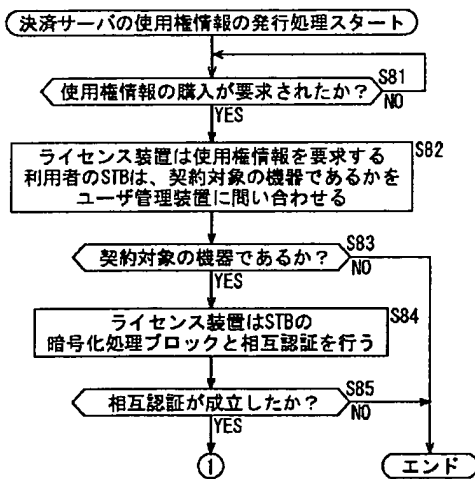 決済サーバの使用権情報の発行処理スタート
S81
使用権情報の購入が要求されたか?
NO
YES
S82
ライセンス装置は使用権情報を要求する
利用者のSTBは、契約対象の機器であるかを
ユーザ管理装置に問い合わせる
S83
契約対象の機器であるか?
NO
YES
S84
ライセンス装置はSTBの
暗号化処理ブロックと相互認証を行う
S85
相互認証が成立したか?
NO
YES
①
エンド